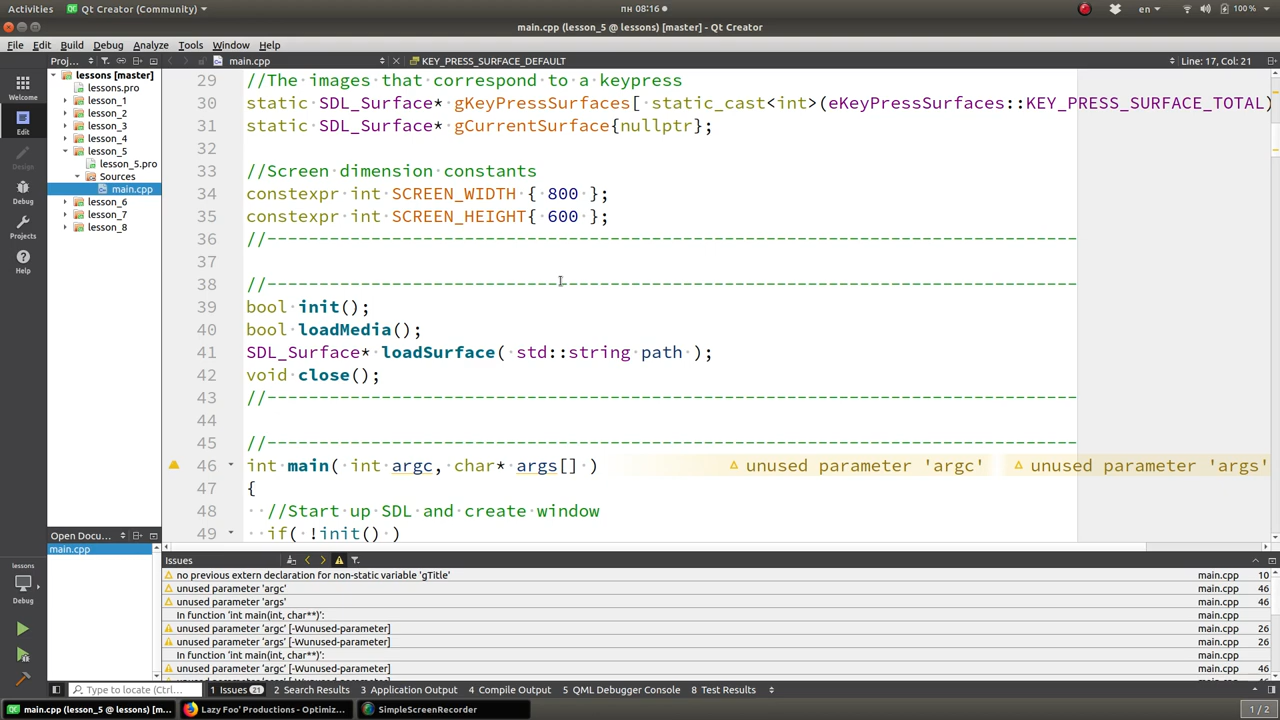 Activities
Qt Creator (Community)
пн 08:16
en
100 %
main.cpp (lesson_5 @ lessons) [master] - Qt Creator
File Edit Build Debug Analyze Tools Window Help
Proj...
main.cpp
KEY_PRESS_SURFACE_DEFAULT
Line: 17, Col: 21
Welcome
Edit
Design
Debug
Projects
Help
lessons
Debug
lessons [master]
lessons.pro
lesson_1
lesson_2
lesson_3
lesson_4
lesson_5
lesson_5.pro
Sources
main.cpp
lesson_6
lesson_7
lesson_8
Open Docu...
main.cpp
29 //The images that correspond to a keypress
30 static SDL_Surface* gKeyPressSurfaces[ static_cast<int>(eKeyPressSurfaces::KEY_PRESS_SURFACE_TOTAL)
31 static SDL_Surface* gCurrentSurface{nullptr};
32
33 //Screen dimension constants
34 constexpr int SCREEN_WIDTH { 800 };
35 constexpr int SCREEN_HEIGHT{ 600 };
36 //------------------------------------------------------------------------------
37
38 //------------------------------------------------------------------------------
39 bool init();
40 bool loadMedia();
41 SDL_Surface* loadSurface( std::string path );
42 void close();
43 //------------------------------------------------------------------------------
44
45 //------------------------------------------------------------------------------
46 int main( int argc, char* args[] ) unused parameter 'argc' unused parameter 'args'
47 {
48 //Start up SDL and create window
49 if( !init() )
Issues
no previous extern declaration for non-static variable 'gTitle' main.cpp 10
unused parameter 'argc' main.cpp 46
unused parameter 'args' main.cpp 46
In function 'int main(int, char**)': main.cpp
unused parameter 'argc' [-Wunused-parameter] main.cpp 26
unused parameter 'args' [-Wunused-parameter] main.cpp 26
In function 'int main(int, char**)': main.cpp
unused parameter 'argc' [-Wunused-parameter] main.cpp 46
Type to locate (Ctrl...
1 Issues 21
2 Search Results
3 Application Output
4 Compile Output
5 QML Debugger Console
8 Test Results
main.cpp (lesson_5 @ lessons) [m...
Lazy Foo' Productions - Optimiz...
SimpleScreenRecorder
1 / 2